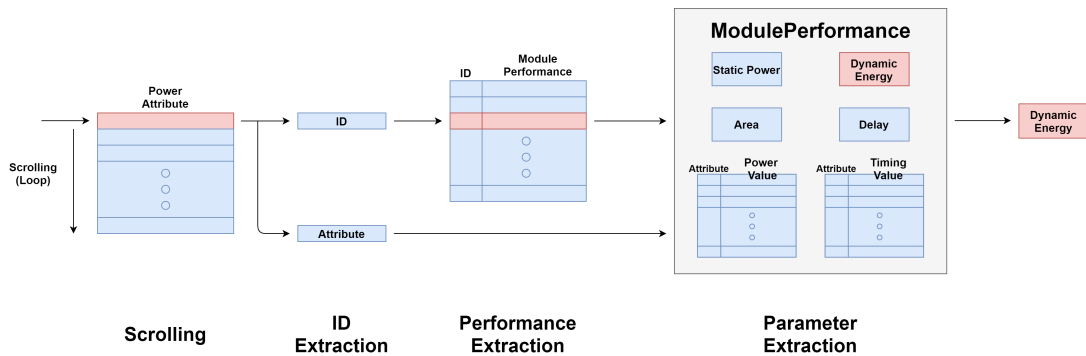 Scrolling
(Loop)
Power
Attribute
ID
Attribute
ID
Module
Performance
ModulePerformance
Static Power
Dynamic
Energy
Area
Delay
Attribute
Power
Value
Attribute
Timing
Value
Dynamic
Energy
Scrolling
ID
Extraction
Performance
Extraction
Parameter
Extraction